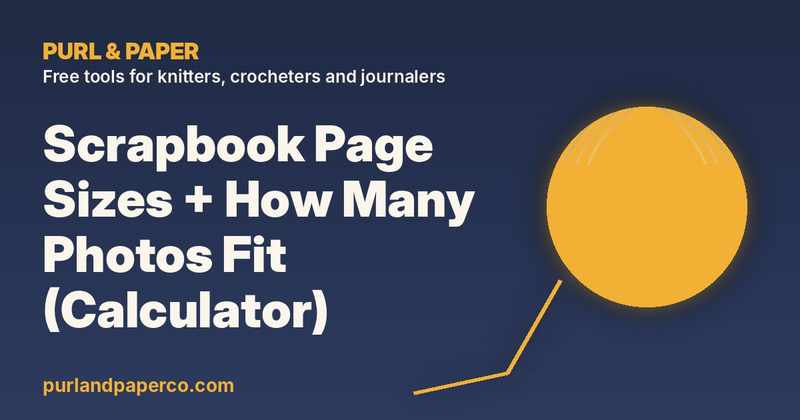 PURL & PAPER
Free tools for knitters, crocheters and journalers
Scrapbook Page
Sizes + How Many
Photos Fit
(Calculator)
purlandpaperco.com